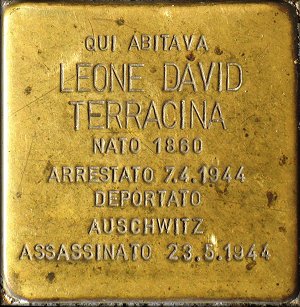 QUI ABITAVA
LEONE DAVID
TERRACINA
NATO 1860
ARRESTATO 7.4.1944
DEPORTATO
AUSCHWITZ
ASSASSINATO 23.5.1944